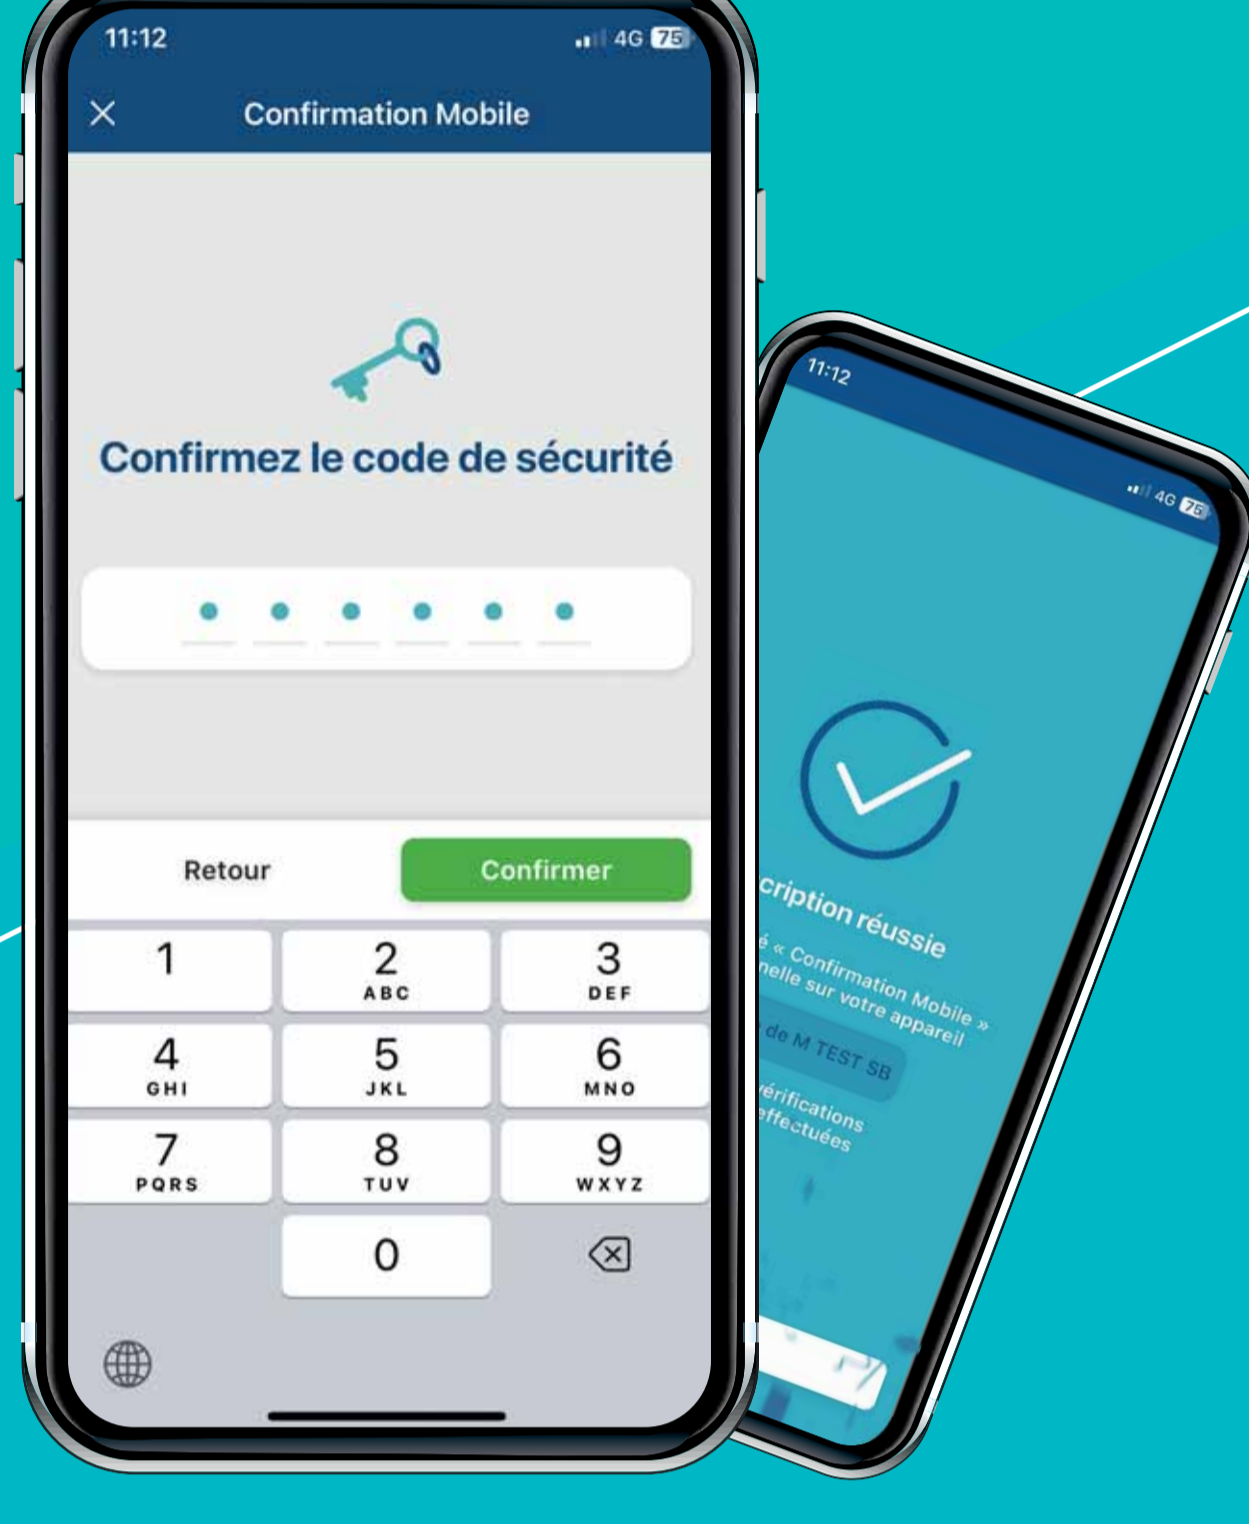 11:12
4G 75
Confirmation Mobile
Confirmez le code de sécurité
Retour
Confirmer
1
2
ABC
3
DEF
4
GHI
5
JKL
6
MNO
7
PQRS
8
TUV
9
WXYZ
0
11:12
4G 75
cription réussie
é « Confirmation Mobile »
nelle sur votre appareil
de M TEST SB
vérifications
effectuées